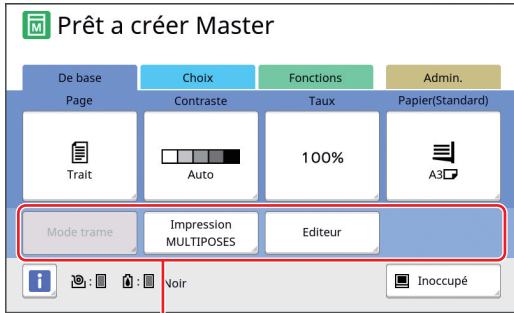 M
Prêt a créer Master
De base Choix Fonctions Admin.
Page Contraste Taux Papier(Standard)
100%
Trait Auto A3
Mode trame Impression MULTIPOSES Editeur
i : : Noir Inoccupé